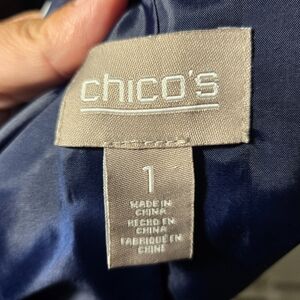 chico's
1
MADE IN
CHINA
HECHO EN
CHINA
FABRIQUÉ EN
CHINE